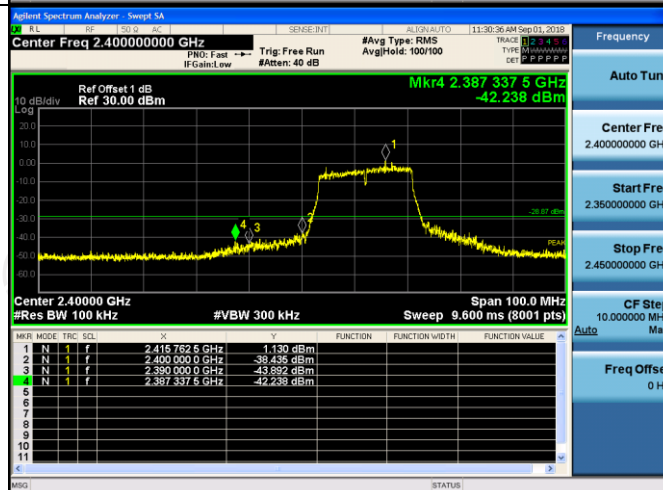 Agilent Spectrum Analyzer - Swept SA
RL RF 50 Ω AC SENSE:INT ALIGNAUTO 11:30:36 AM Sep 01, 2018
Center Freq 2.400000000 GHz
PNO: Fast
IFGain:Low
Trig: Free Run
#Atten: 40 dB
#Avg Type: RMS
Avg|Hold: 100/100
TRACE 1 2 3 4 5 6
TYPE
DET P P P P P P
Frequency
Auto Tun
Center Fre
2.400000000 GH
Start Fre
2.350000000 GH
Stop Fre
2.450000000 GH
CF Ste
10.000000 MH
Auto Ma
Freq Offse
0 H
Mkr4 2.387 337 5 GHz
-42.238 dBm
Ref Offset 1 dB
10 dB/div Ref 30.00 dBm
Log
20.0
10.0
0.00
-10.0
-20.0
-30.0
-40.0
-50.0
-60.0
1
2
3
4
-28.87 dBm
PEAK
Center 2.40000 GHz Span 100.0 MHz
#Res BW 100 kHz #VBW 300 kHz Sweep 9.600 ms (8001 pts)
MKR MODE TRC SCL X Y FUNCTION FUNCTION WIDTH FUNCTION VALUE
1 N 1 f 2.415 762 5 GHz 1.130 dBm
2 N 1 f 2.400 000 0 GHz -38.435 dBm
3 N 1 f 2.390 000 0 GHz -43.892 dBm
4 N 1 f 2.387 337 5 GHz -42.238 dBm
5
6
7
8
9
10
11
MSG STATUS